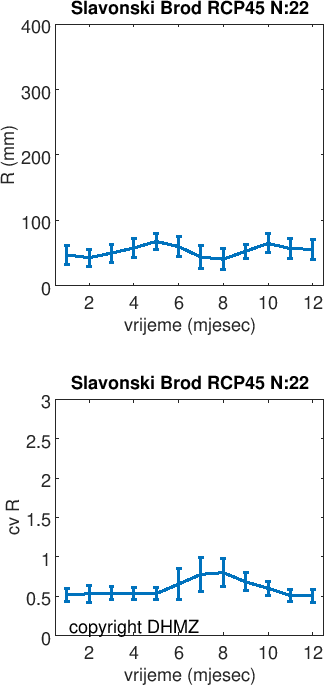 Slavonski Brod RCP45 N:22
400
300
200
100
0
R (mm)
2 4 6 8 10 12
vrijeme (mjesec)
Slavonski Brod RCP45 N:22
3
2.5
2
1.5
1
0.5
0
cv R
copyright DHMZ
2 4 6 8 10 12
vrijeme (mjesec)